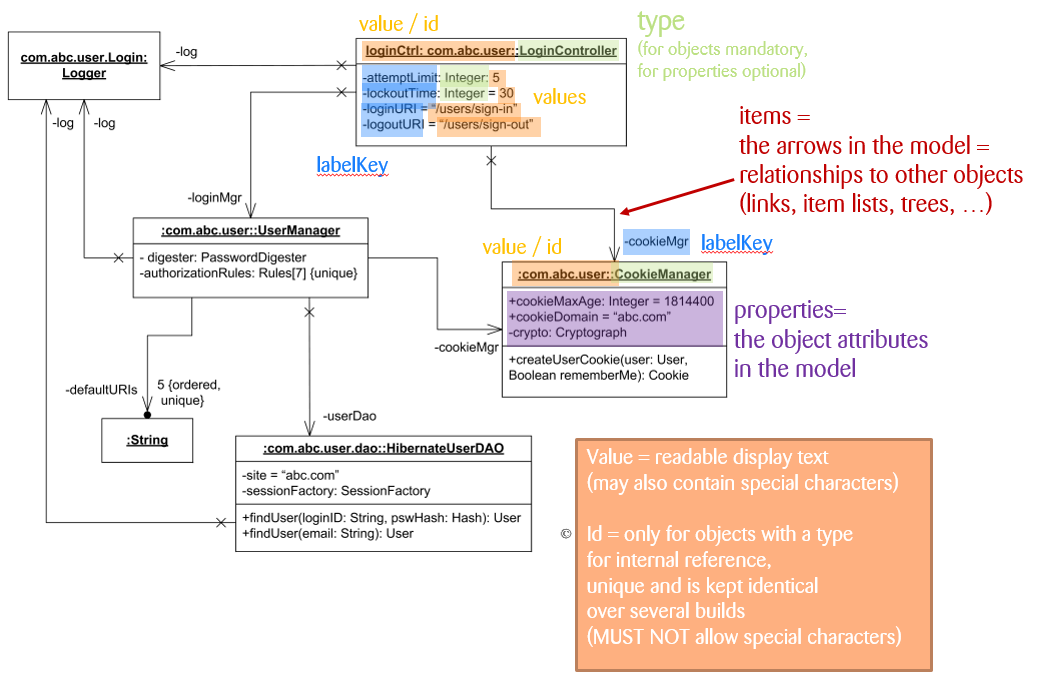 value / id
type
(for objects mandatory,
for properties optional)
com.abc.user.Login:
Logger
-log
loginCtrl: com.abc.user::LoginController
-attemptLimit: Integer: 5
-lockoutTime: Integer = 30
-loginURI = “/users/sign-in”
-logoutURI = “/users/sign-out”
values
labelKey
-log
-log
items =
the arrows in the model =
relationships to other objects
(links, item lists, trees, …)
-loginMgr
:com.abc.user::UserManager
- digester: PasswordDigester
-authorizationRules: Rules[7] {unique}
value / id
-cookieMgr
labelKey
:com.abc.user::CookieManager
+cookieMaxAge: Integer = 1814400
+cookieDomain = “abc.com”
-crypto: Cryptograph
+createUserCookie(user: User,
Boolean rememberMe): Cookie
properties=
the object attributes
in the model
-cookieMgr
-defaultURIs
5 {ordered,
unique}
:String
-userDao
:com.abc.user.dao::HibernateUserDAO
-site = “abc.com”
-sessionFactory: SessionFactory
+findUser(loginID: String, pswHash: Hash): User
+findUser(email: String): User
©
Value = readable display text
(may also contain special characters)
Id = only for objects with a type
for internal reference,
unique and is kept identical
over several builds
(MUST NOT allow special characters)